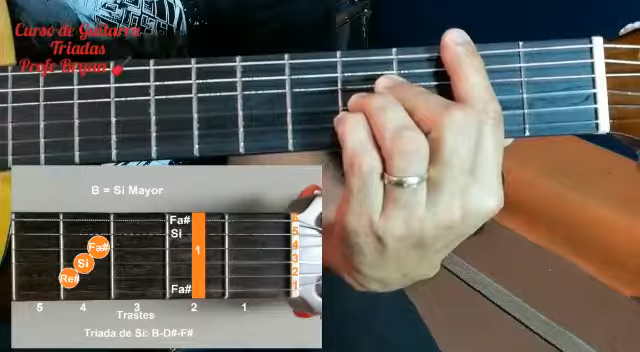 Curso de Guitarra
Triadas
Profe Bryan
B = Si Mayor
Fa#
Si
Fa#
Si
Re#
Fa#
1
6
5
4
3
2
1
5 4 3 2 1
Trastes
Triada de Si: B-D#-F#